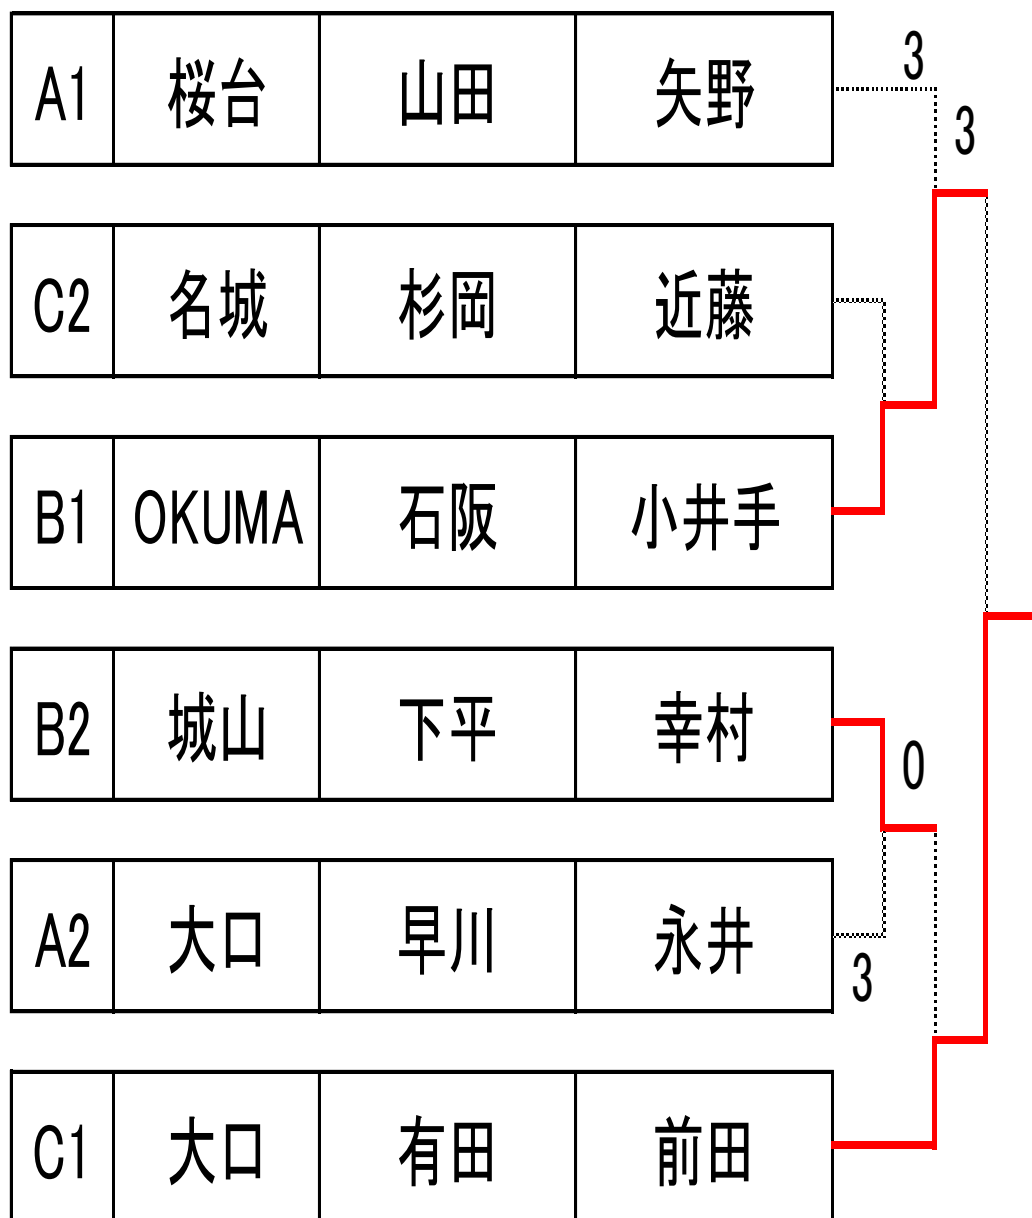 A1 桜台 山田 矢野 3
3
C2 名城 杉岡 近藤
B1 OKUMA 石阪 小井手
B2 城山 下平 幸村
0
A2 大口 早川 永井
3
C1 大口 有田 前田